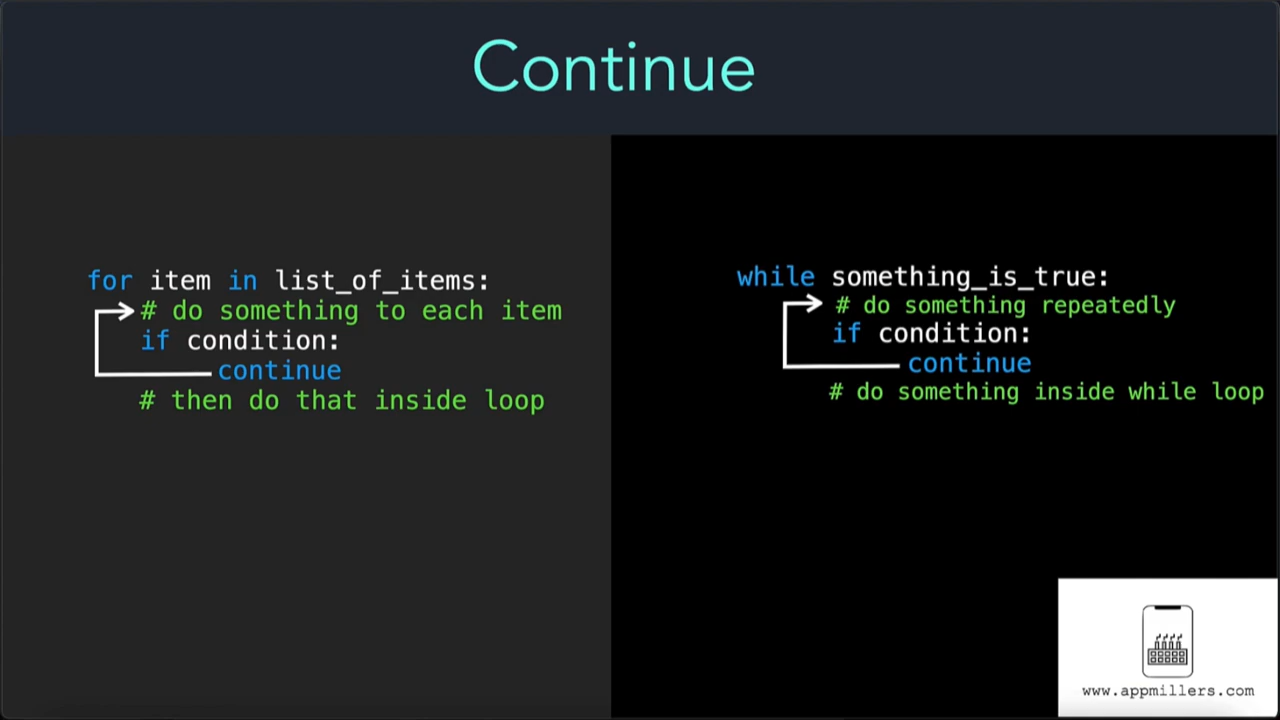 Continue
for item in list_of_items:
# do something to each item
if condition:
continue
# then do that inside loop
while something_is_true:
# do something repeatedly
if condition:
continue
# do something inside while loop
www.appmillers.com